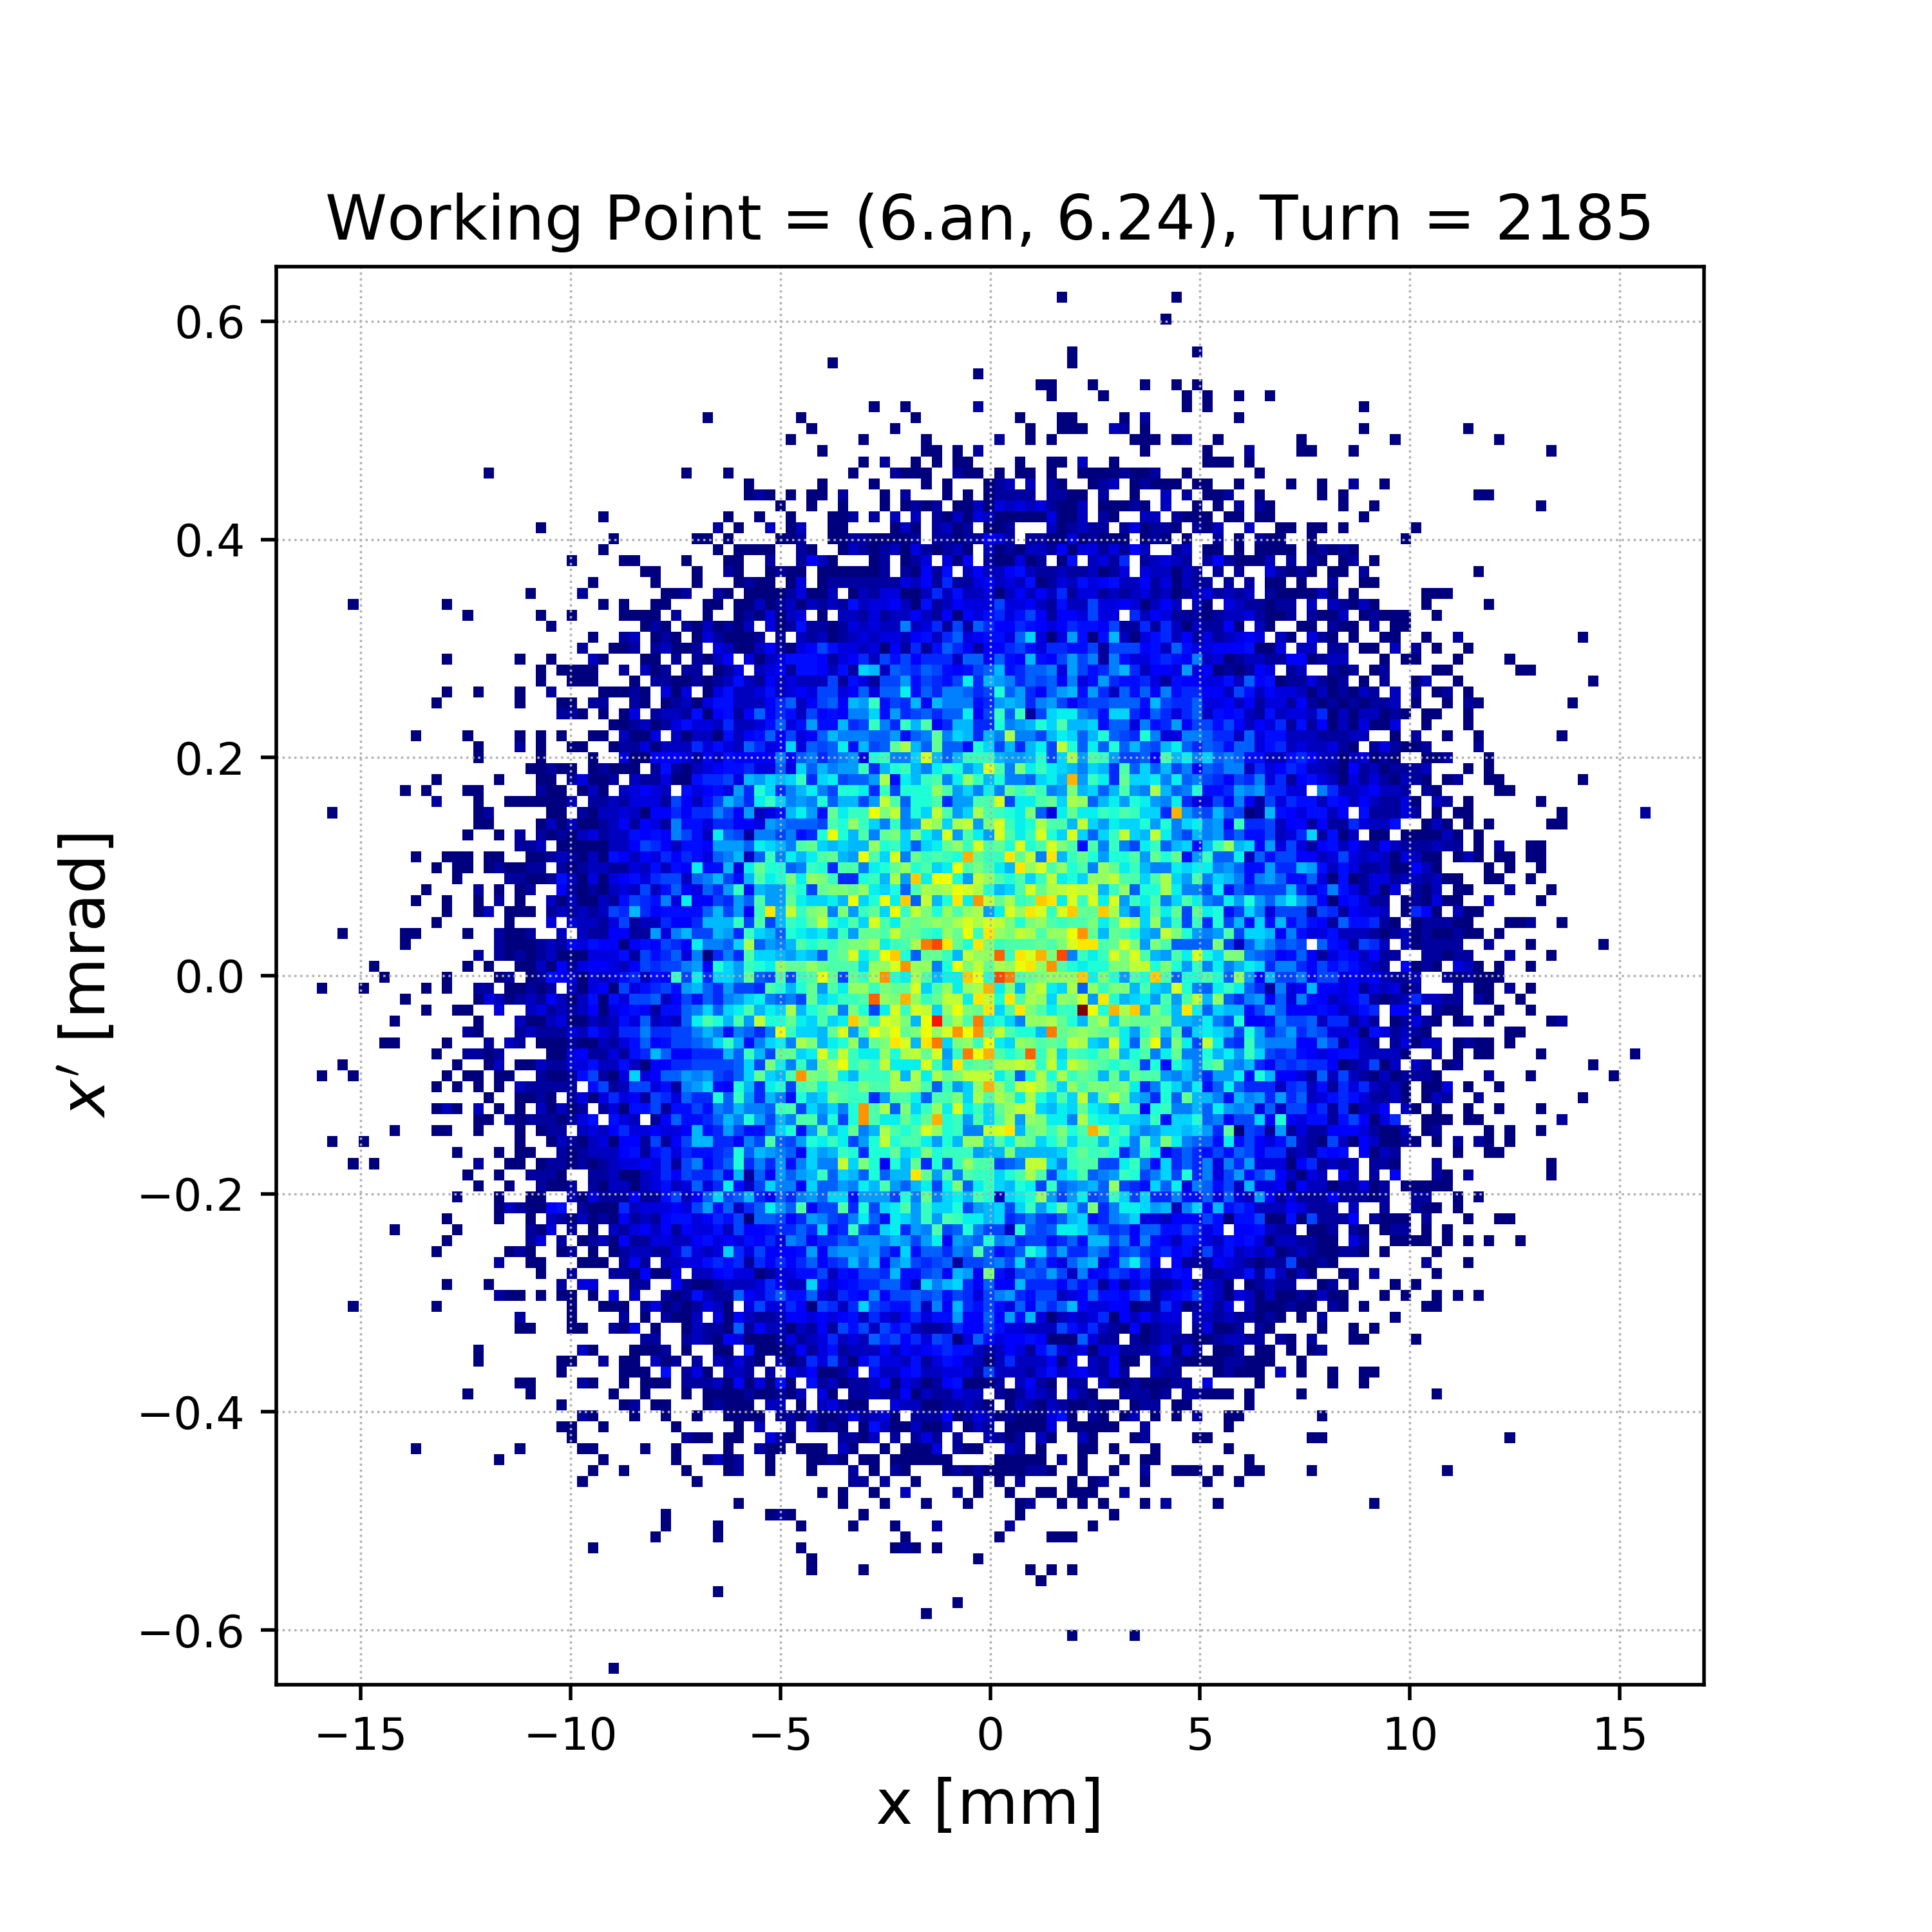 Working Point = (6.an, 6.24), Turn = 2185
0.6
0.4
0.2
0.0
−0.2
−0.4
−0.6
x′ [mrad]
−15 −10 −5 0 5 10 15
x [mm]